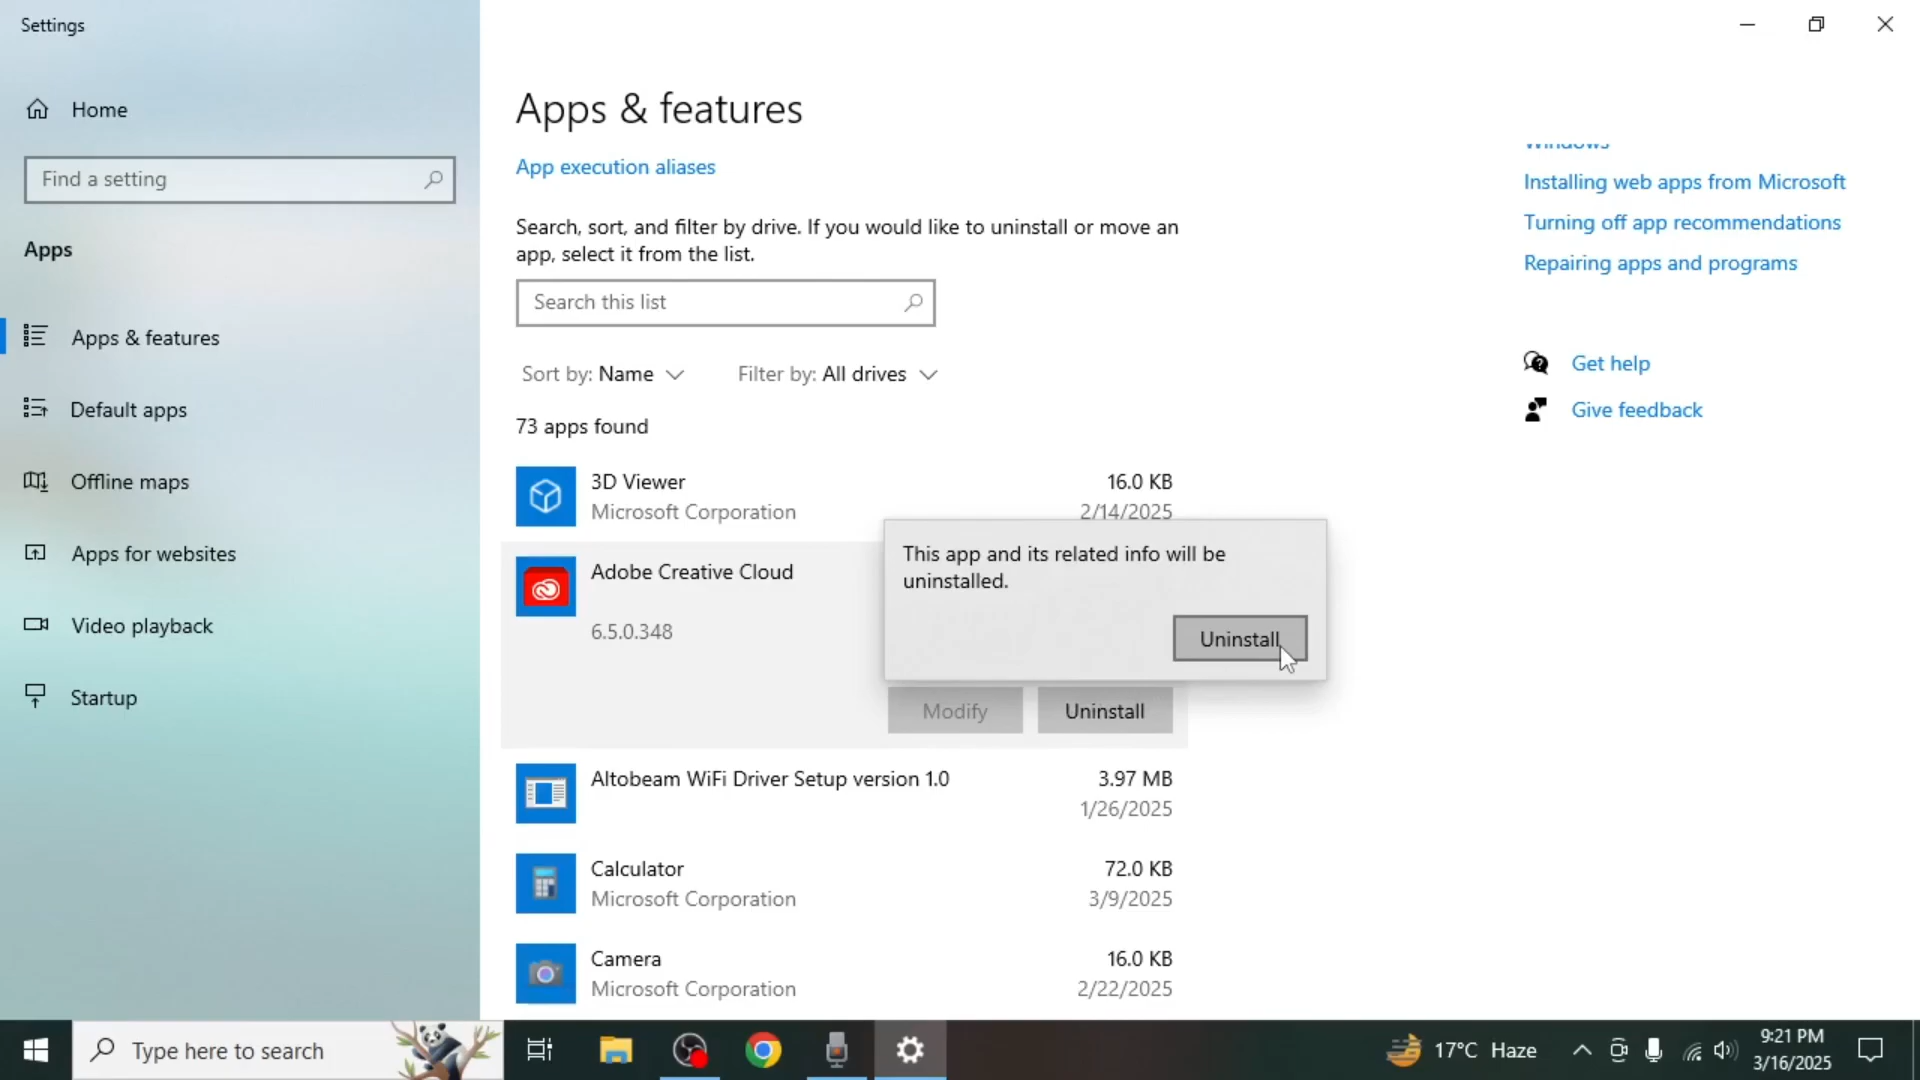 Settings
Home
Find a setting
Apps
Apps & features
Default apps
Offline maps
Apps for websites
Video playback
Startup
Apps & features
App execution aliases
Search, sort, and filter by drive. If you would like to uninstall or move an
app, select it from the list.
Search this list
Sort by: Name
Filter by: All drives
73 apps found
3D Viewer
16.0 KB
Microsoft Corporation
2/14/2025
Adobe Creative Cloud
6.5.0.348
This app and its related info will be
uninstalled.
Uninstall
Modify
Uninstall
Altobeam WiFi Driver Setup version 1.0
3.97 MB
1/26/2025
Calculator
72.0 KB
Microsoft Corporation
3/9/2025
Camera
16.0 KB
Microsoft Corporation
2/22/2025
Windows
Installing web apps from Microsoft
Turning off app recommendations
Repairing apps and programs
Get help
Give feedback
Type here to search
17°C Haze
9:21 PM
3/16/2025